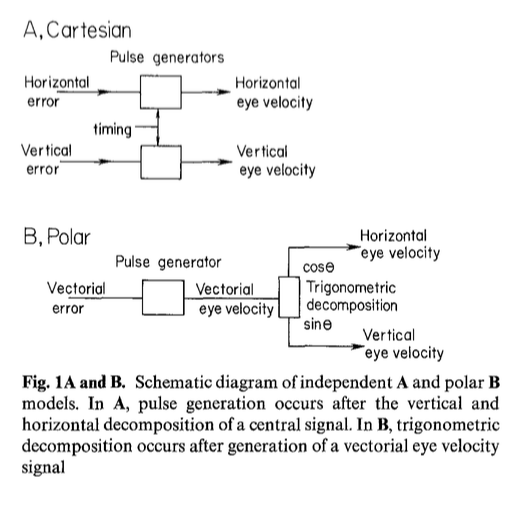 A, Cartesian
Pulse generators
Horizontal
error
Horizontal
eye velocity
timing
Vertical
error
Vertical
eye velocity
B, Polar
Pulse generator
Vectorial
error
Vectorial
eye velocity
cosθ
Trigonometric
decomposition
sinθ
Horizontal
eye velocity
Vertical
eye velocity
Fig. 1A and B. Schematic diagram of independent A and polar B
models. In A, pulse generation occurs after the vertical and
horizontal decomposition of a central signal. In B, trigonometric
decomposition occurs after generation of a vectorial eye velocity
signal